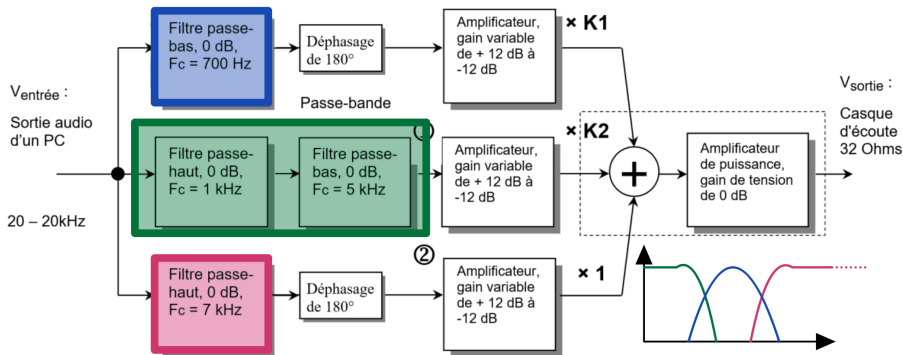 Filtre passe-
bas, 0 dB,
Fc = 700 Hz
Déphasage
de 180°
Amplificateur,
gain variable
de + 12 dB à
-12 dB
× K1
Ventrée :
Sortie audio
d'un PC
20 – 20kHz
Passe-bande
Filtre passe-
haut, 0 dB,
Fc = 1 kHz
Filtre passe-
bas, 0 dB,
Fc = 5 kHz
①
Amplificateur,
gain variable
de + 12 dB à
-12 dB
× K2
+
Amplificateur
de puissance,
gain de tension
de 0 dB
Vsortie :
Casque
d'écoute
32 Ohms
Filtre passe-
haut, 0 dB,
Fc = 7 kHz
Déphasage
de 180°
②
Amplificateur,
gain variable
de + 12 dB à
-12 dB
× 1